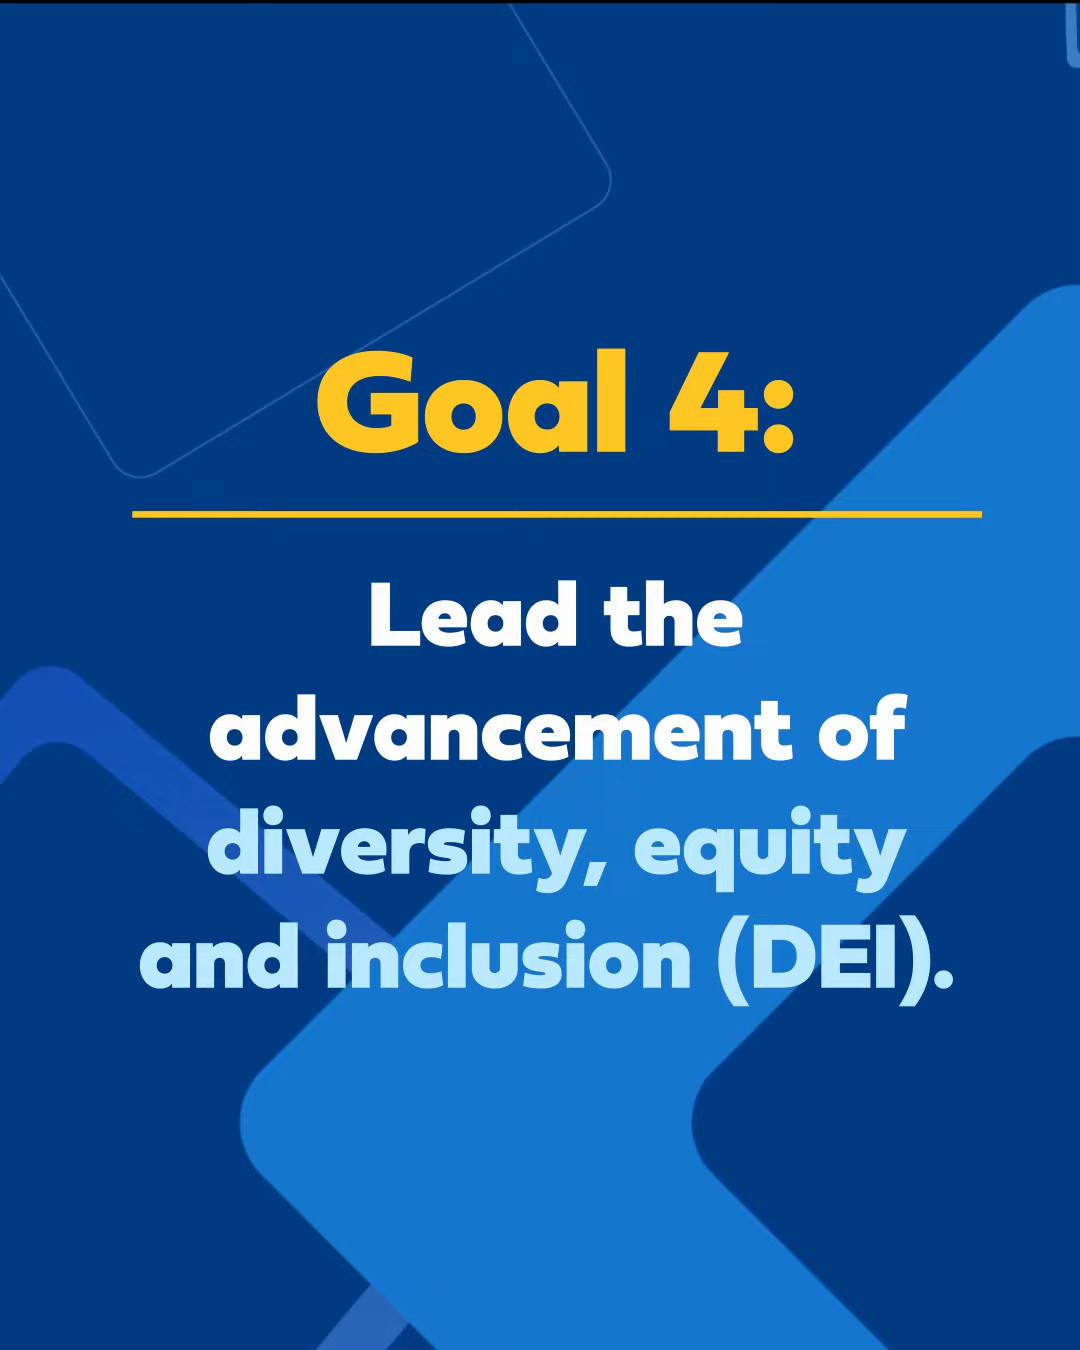 Goal 4:
Lead the
advancement of
diversity, equity
and inclusion (DEI).